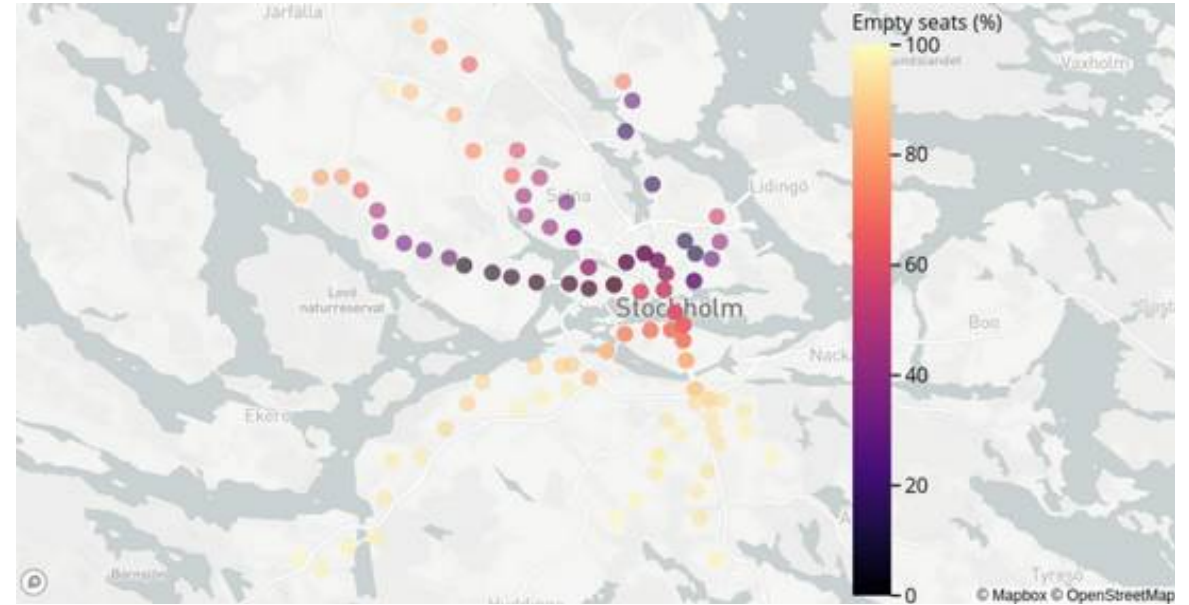 Järfälla
Empty seats (%)
100
Vaxholm
80
Solna
Lidingö
60
Lovö
naturreservat
Stockholm
Boo
Nacka
40
Ekerö
20
Tyresö
0
© Mapbox © OpenStreetMap